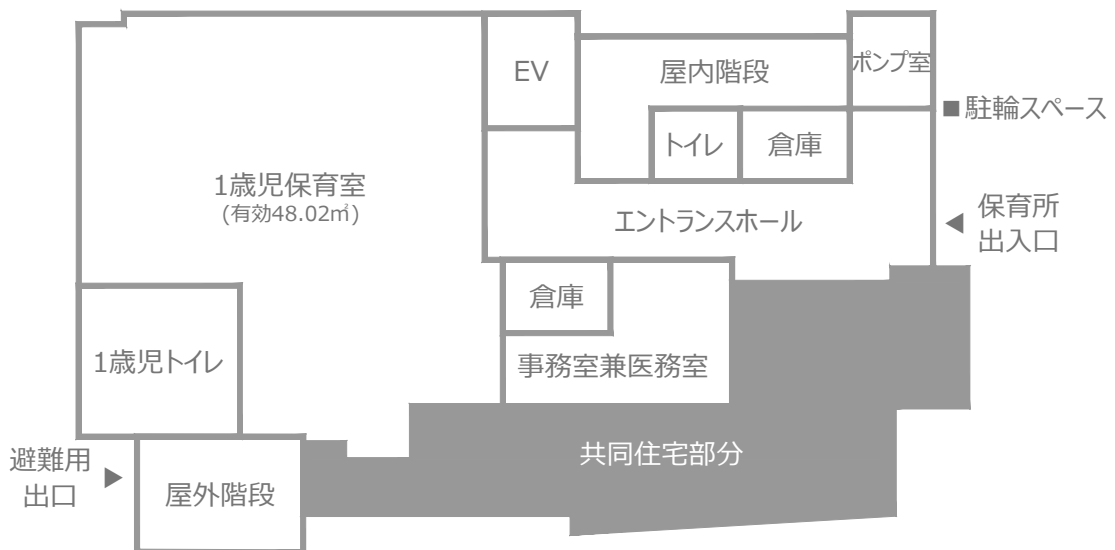 EV
屋内階段
ポンプ室
■駐輪スペース
トイレ
倉庫
1歳児保育室
(有効48.02㎡)
エントランスホール
◀ 保育所
出入口
倉庫
1歳児トイレ
事務室兼医務室
共同住宅部分
避難用
出口 ▶
屋外階段